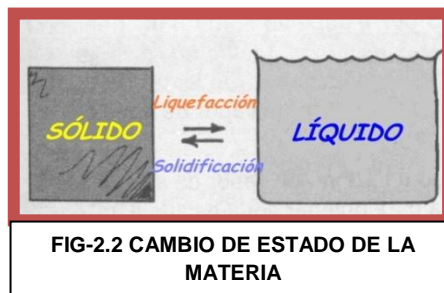 Liquefacción
SÓLIDO
LÍQUIDO
Solidificación
FIG-2.2 CAMBIO DE ESTADO DE LA
MATERIA